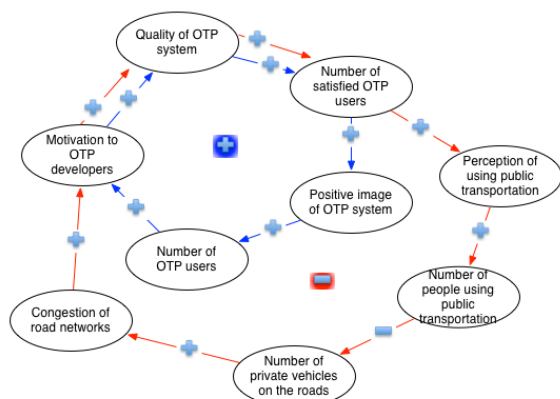 Quality of OTP
system
Number of
satisfied OTP
users
Motivation to
OTP
developers
Perception of
using public
transportation
Positive image
of OTP system
Number of
OTP users
Number of
people using
public
transportation
Congestion of
road networks
Number of
private vehicles
on the roads